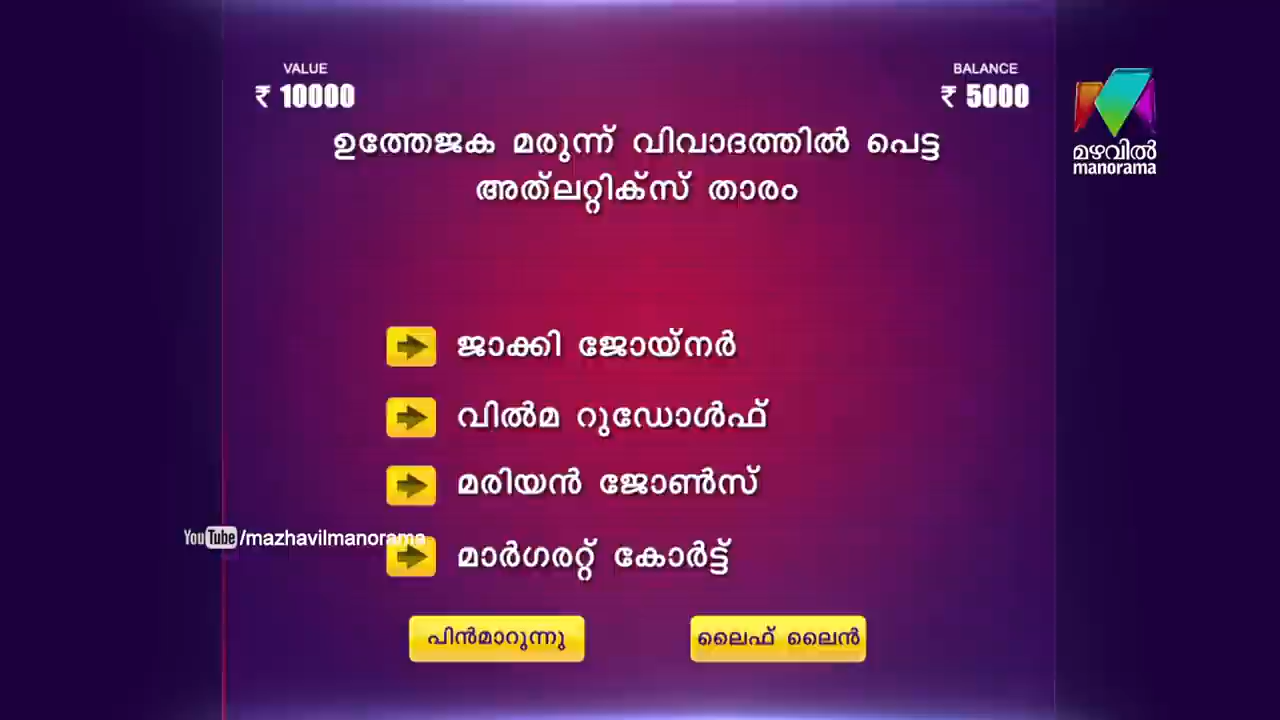 VALUE
₹ 10000
BALANCE
₹ 5000
മഴവിൽ
manorama
ഉത്തേജക മരുന്ന് വിവാദത്തിൽ പെട്ട
അത്‌ലറ്റിക്സ് താരം
ജാക്കി ജോയ്നർ
വിൽമ റുഡോൾഫ്
മരിയൻ ജോൺസ്
YouTube/mazhavilmanorama
മാർഗരറ്റ് കോർട്ട്
പിൻമാറുന്നു
ലൈഫ് ലൈൻ